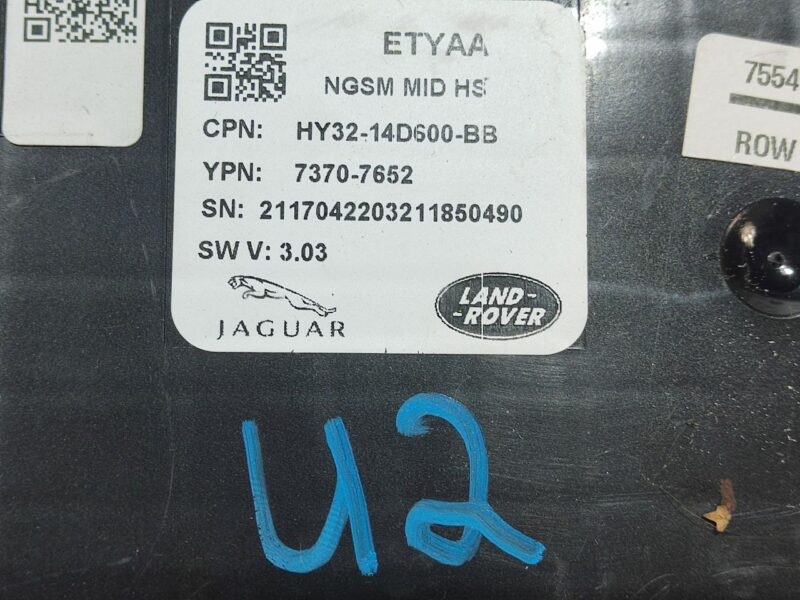 ETYAA
NGSM MID HS
CPN: HY32-14D600-BB
YPN: 7370-7652
SN: 2117042203211850490
SW V: 3.03
JAGUAR
LAND-
-ROVER
7554
ROW
U2